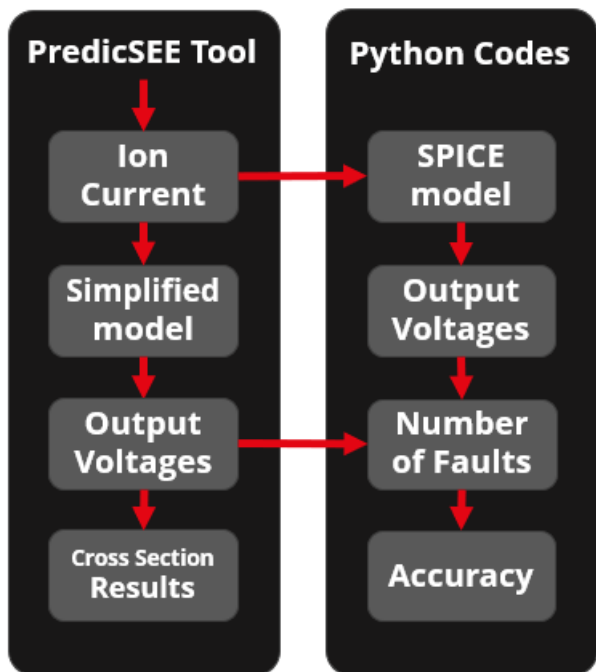 PredicSEE Tool
Ion
Current
Simplified
model
Output
Voltages
Cross Section
Results
Python Codes
SPICE
model
Output
Voltages
Number
of Faults
Accuracy